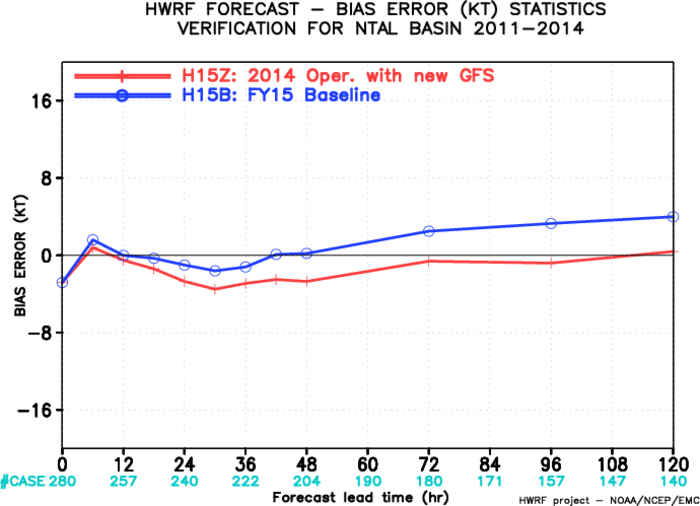 HWRF FORECAST – BIAS ERROR (KT) STATISTICS
VERIFICATION FOR NTAL BASIN 2011–2014
H15Z: 2014 Oper. with new GFS
H15B: FY15 Baseline
16
8
0
−8
−16
BIAS ERROR (KT)
0 12 24 36 48 60 72 84 96 108 120
#CASE 280 257 240 222 204 190 180 171 157 147 140
Forecast lead time (hr)
HWRF project – NOAA/NCEP/EMC